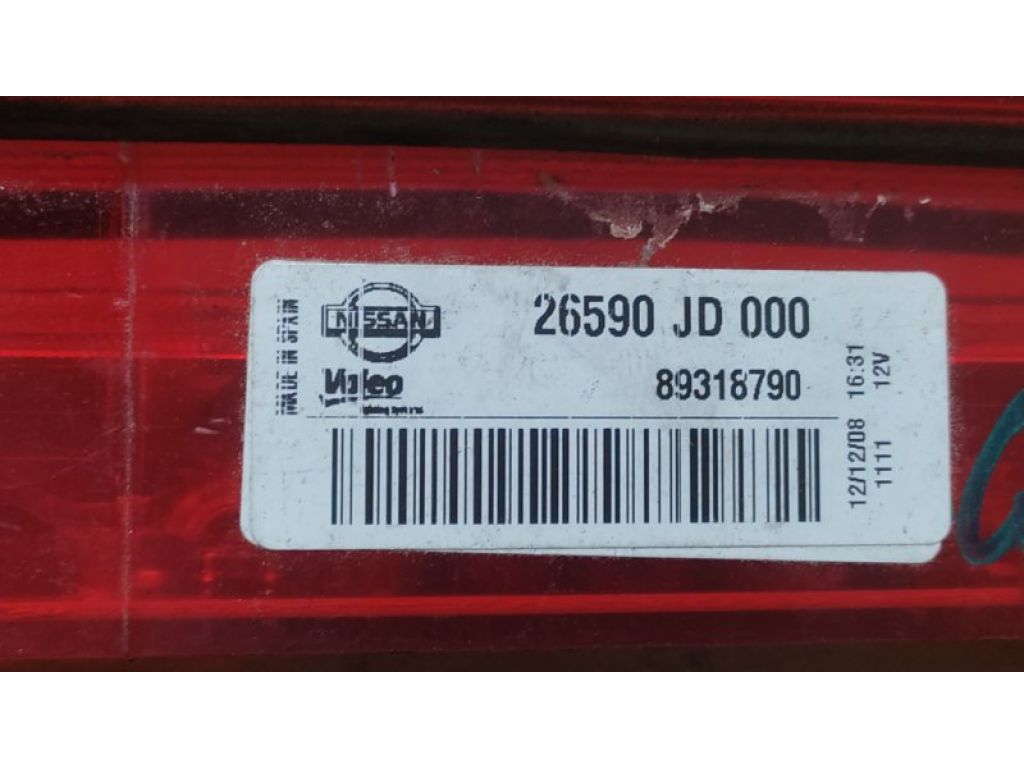 MADE IN SPAIN
NISSAN
26590 JD 000
Valeo
89318790
12/12/08 16:31
1111 12V